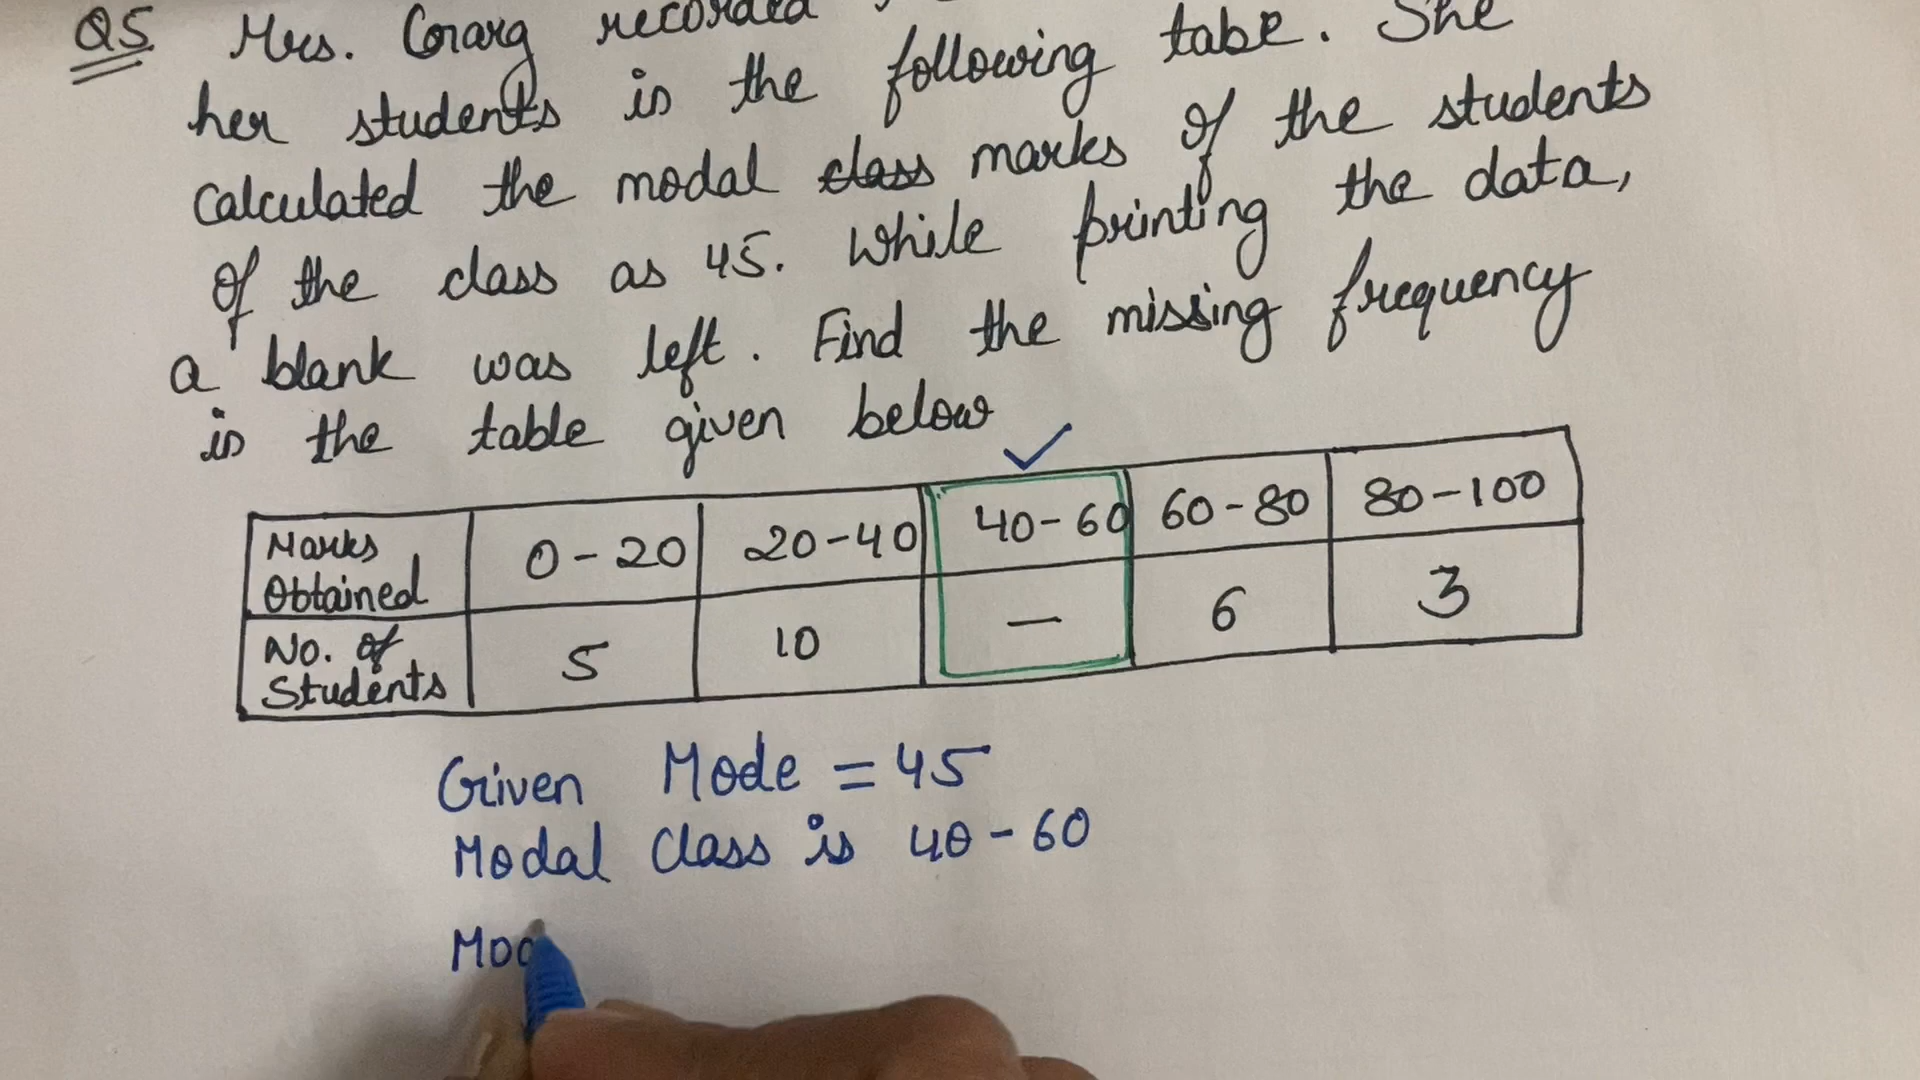 Q5 Mrs. Garg recorded
her students in the following tabe. She
calculated the modal class marks of the students
of the class as 45. While printing the data,
a blank was left. Find the missing frequency
in the table given below
Marks Obtained 0-20 20-40 40-60 60-80 80-100
No. of Students 5 10 — 6 3
Given Mode = 45
Modal Class is 40-60